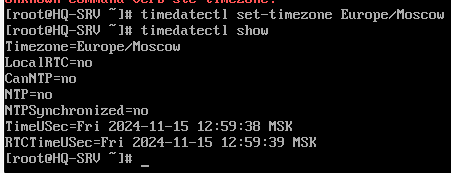 Unknown command verb ste-timezone.
[root@HQ-SRV ~]# timedatectl set-timezone Europe/Moscow
[root@HQ-SRV ~]# timedatectl show
Timezone=Europe/Moscow
LocalRTC=no
CanNTP=no
NTP=no
NTPSynchronized=no
TimeUSec=Fri 2024-11-15 12:59:38 MSK
RTCTimeUSec=Fri 2024-11-15 12:59:39 MSK
[root@HQ-SRV ~]# _